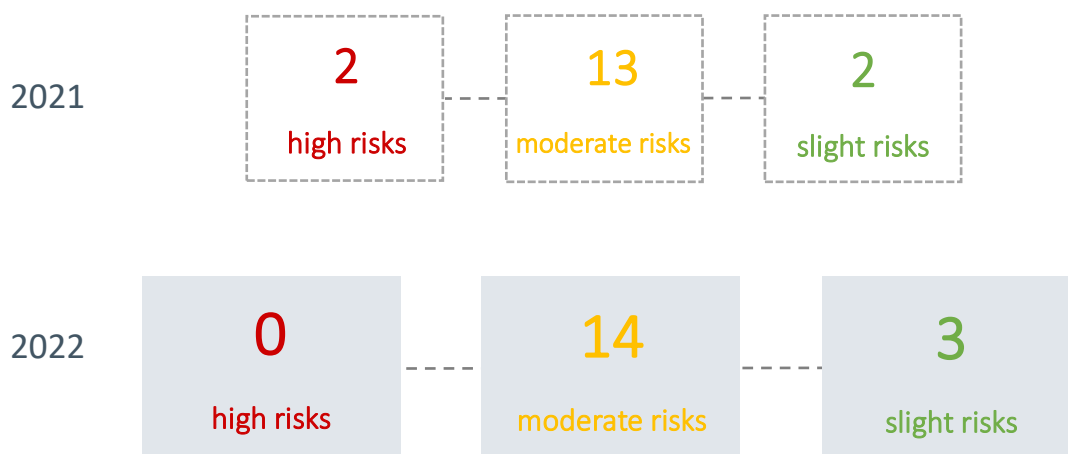 2021
2
high risks
13
moderate risks
2
slight risks
2022
0
high risks
14
moderate risks
3
slight risks